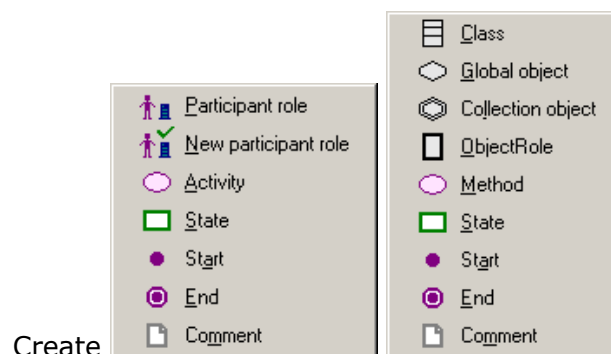 Class
Global object
Collection object
ObjectRole
Method
State
Start
End
Comment
Participant role
New participant role
Activity
State
Start
End
Comment
Create